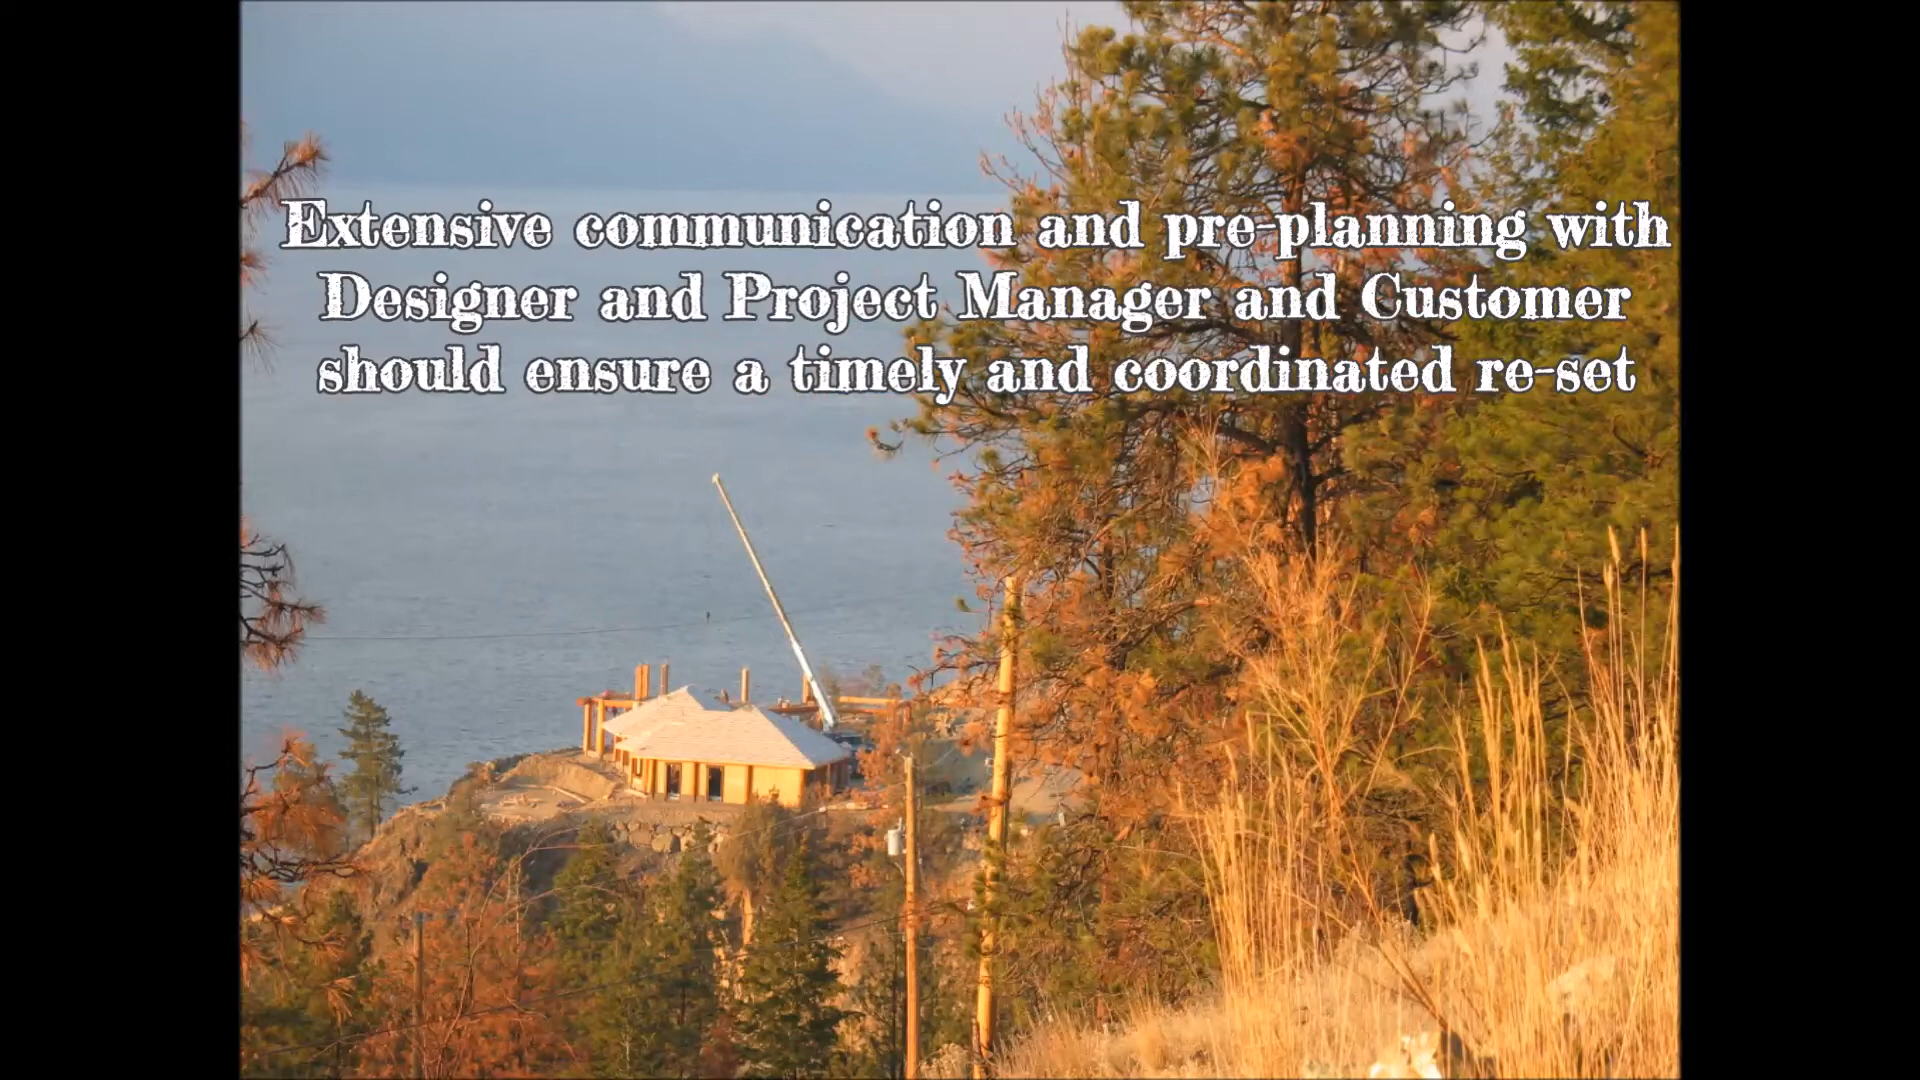 Extensive communication and pre-planning with
Designer and Project Manager and Customer
should ensure a timely and coordinated re-set